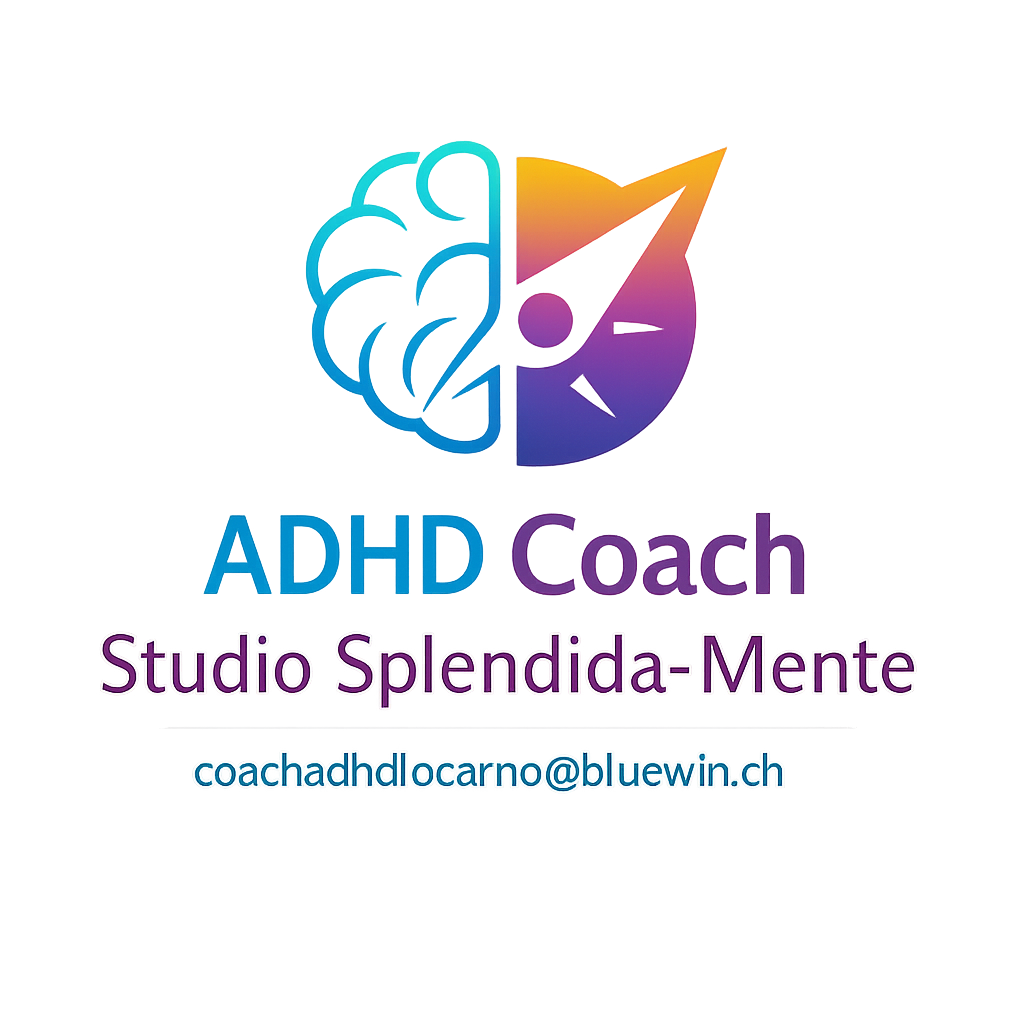 ADHD Coach
Studio Splendida-Mente
coachadhdlocarno@bluewin.ch